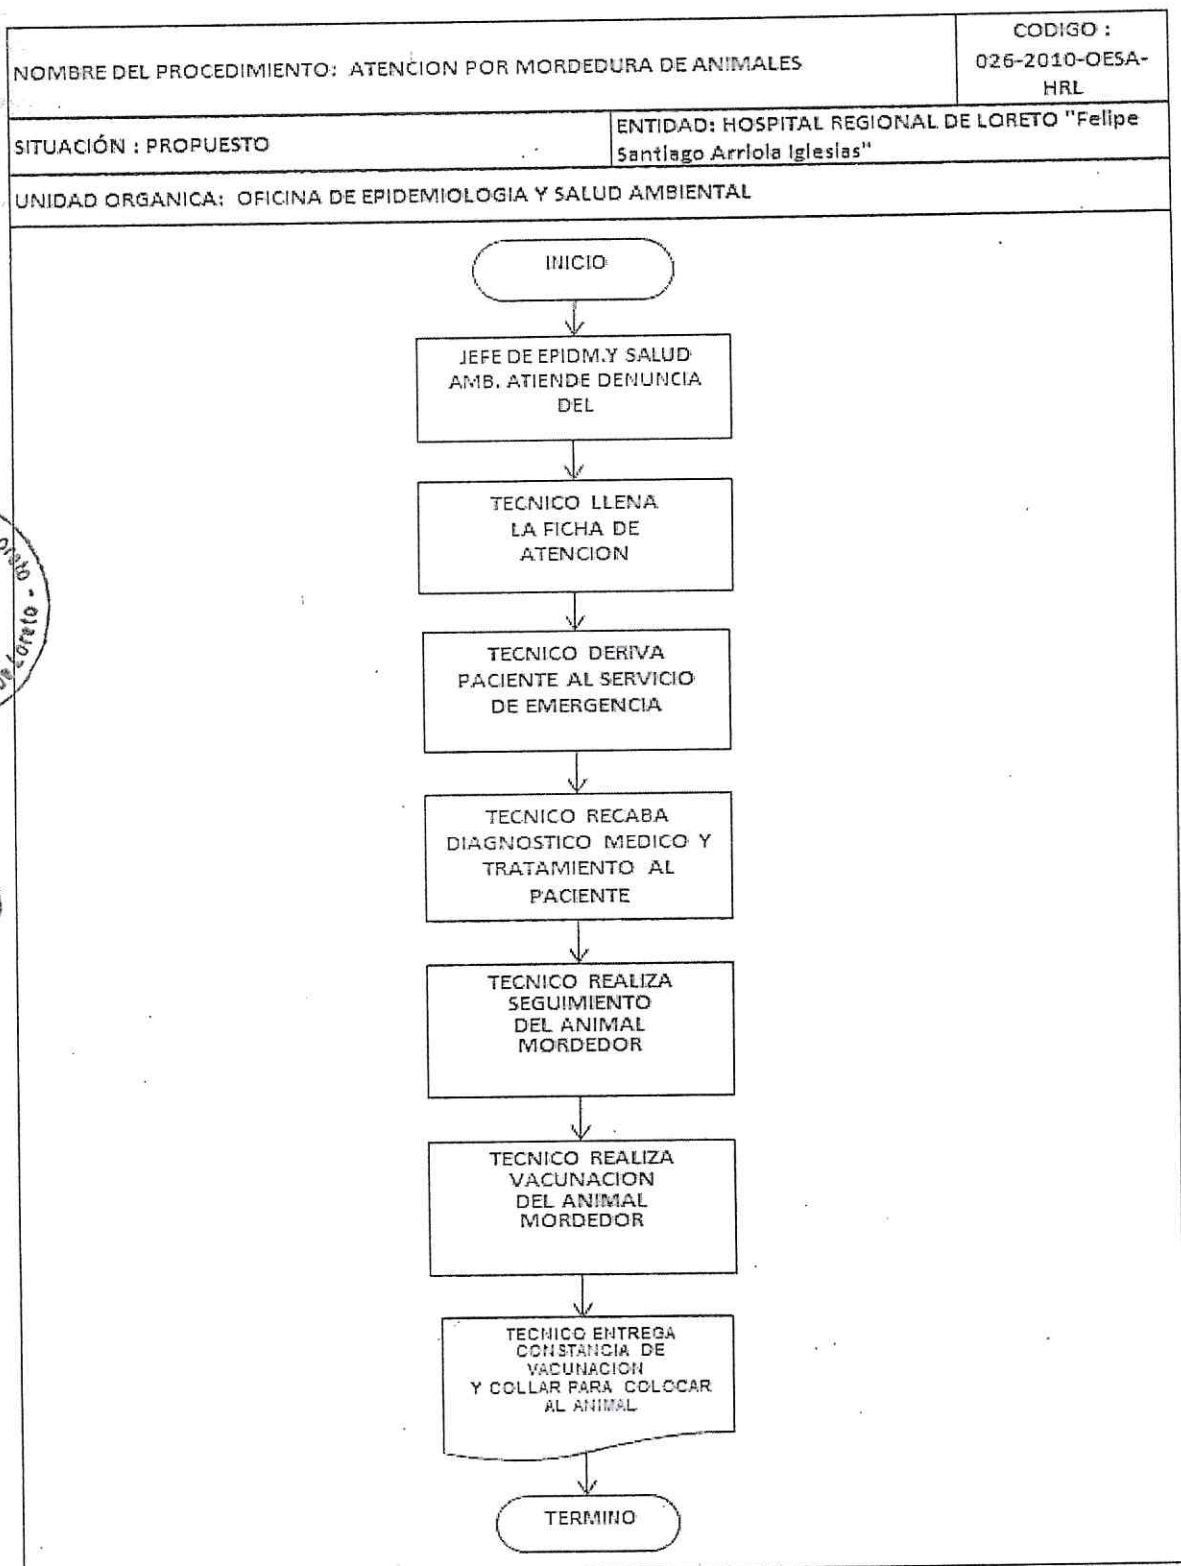 NOMBRE DEL PROCEDIMIENTO: ATENCION POR MORDEDURA DE ANIMALES
CODIGO :
026-2010-OESA-
HRL
SITUACIÓN : PROPUESTO
ENTIDAD: HOSPITAL REGIONAL DE LORETO "Felipe
Santiago Arriola Iglesias"
UNIDAD ORGANICA: OFICINA DE EPIDEMIOLOGIA Y SALUD AMBIENTAL
INICIO
JEFE DE EPIDM.Y SALUD
AMB. ATIENDE DENUNCIA
DEL
TECNICO LLENA
LA FICHA DE
ATENCION
TECNICO DERIVA
PACIENTE AL SERVICIO
DE EMERGENCIA
TECNICO RECABA
DIAGNOSTICO MEDICO Y
TRATAMIENTO AL
PACIENTE
TECNICO REALIZA
SEGUIMIENTO
DEL ANIMAL
MORDEDOR
TECNICO REALIZA
VACUNACION
DEL ANIMAL
MORDEDOR
TECNICO ENTREGA
CONSTANCIA DE
VACUNACION
Y COLLAR PARA COLOCAR
AL ANIMAL
TERMINO
de Loreto